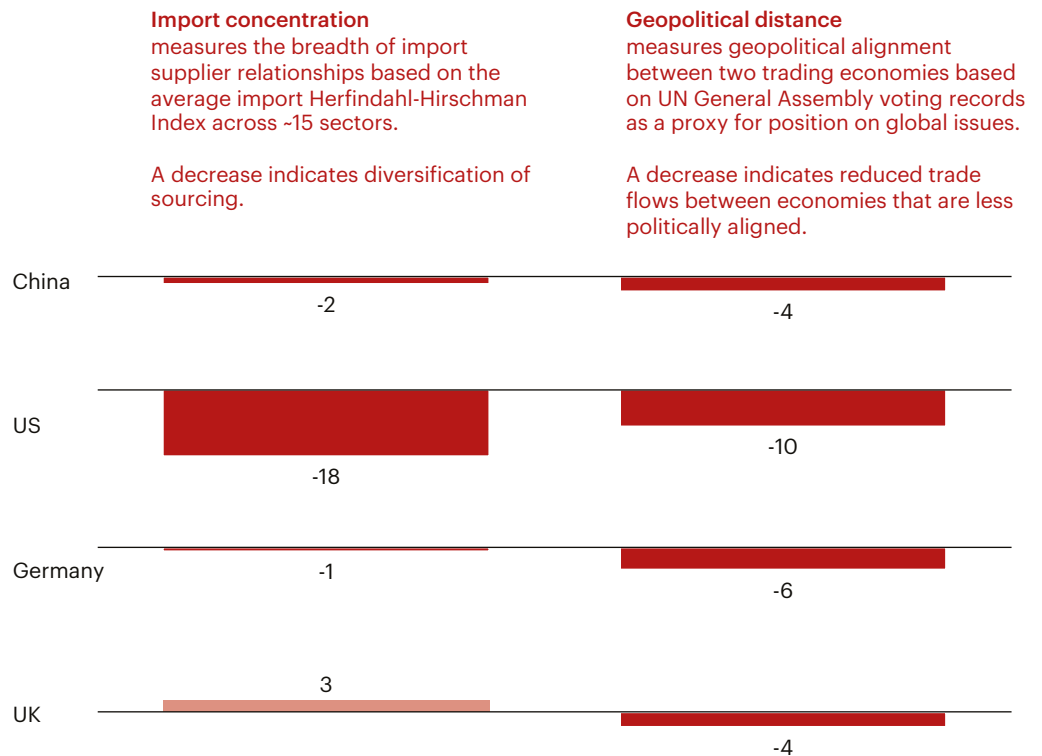 Import concentration
measures the breadth of import
supplier relationships based on the
average import Herfindahl-Hirschman
Index across ~15 sectors.
A decrease indicates diversification of
sourcing.
Geopolitical distance
measures geopolitical alignment
between two trading economies based
on UN General Assembly voting records
as a proxy for position on global issues.
A decrease indicates reduced trade
flows between economies that are less
politically aligned.
China
-2
-4
US
-18
-10
Germany
-1
-6
UK
3
-4